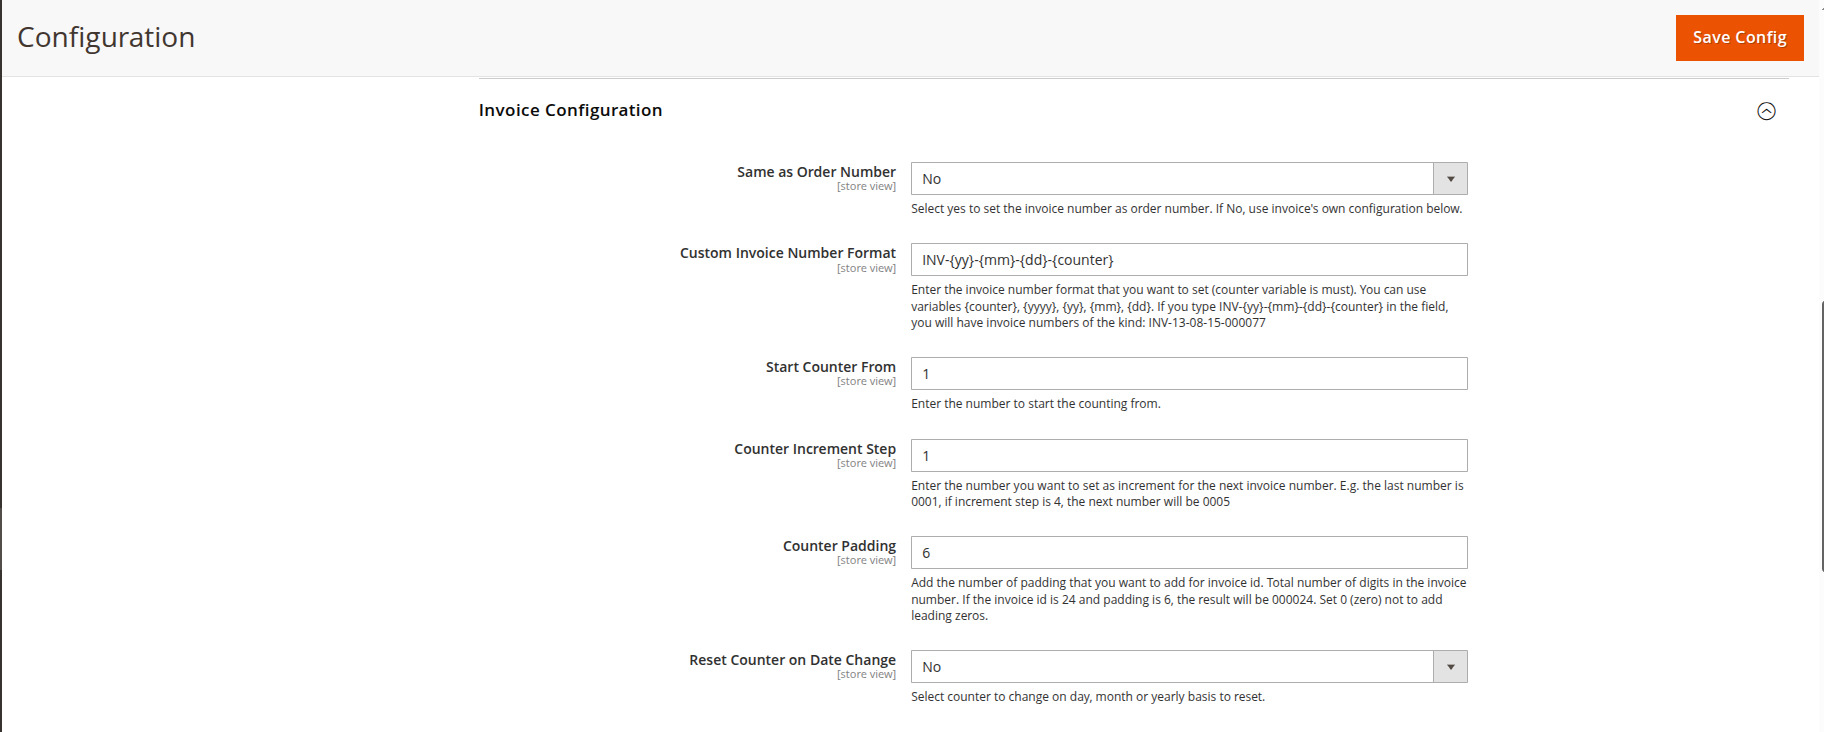 Configuration
Save Config
Invoice Configuration
Same as Order Number
[store view]
No
Select yes to set the invoice number as order number. If No, use invoice's own configuration below.
Custom Invoice Number Format
[store view]
INV-{yy}-{mm}-{dd}-{counter}
Enter the invoice number format that you want to set (counter variable is must). You can use
variables {counter}, {yyyy}, {yy}, {mm}, {dd}. If you type INV-{yy}-{mm}-{dd}-{counter} in the field,
you will have invoice numbers of the kind: INV-13-08-15-000077
Start Counter From
[store view]
1
Enter the number to start the counting from.
Counter Increment Step
[store view]
1
Enter the number you want to set as increment for the next invoice number. E.g. the last number is
0001, if increment step is 4, the next number will be 0005
Counter Padding
[store view]
6
Add the number of padding that you want to add for invoice id. Total number of digits in the invoice
number. If the invoice id is 24 and padding is 6, the result will be 000024. Set 0 (zero) not to add
leading zeros.
Reset Counter on Date Change
[store view]
No
Select counter to change on day, month or yearly basis to reset.